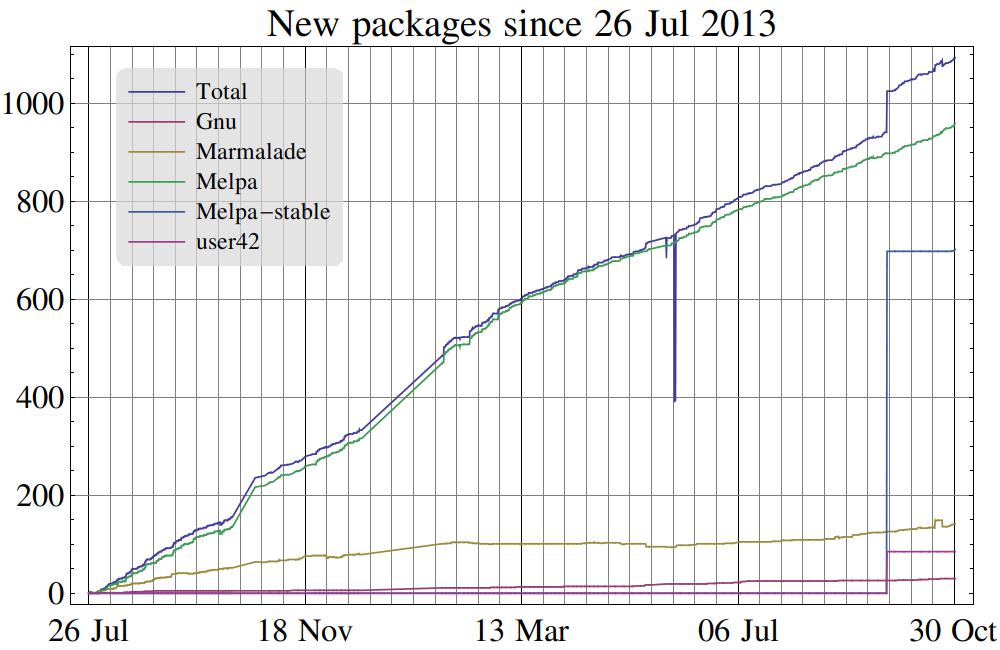 New packages since 26 Jul 2013
1000
800
600
400
200
0
Total
Gnu
Marmalade
Melpa
Melpa−stable
user42
26 Jul
18 Nov
13 Mar
06 Jul
30 Oct